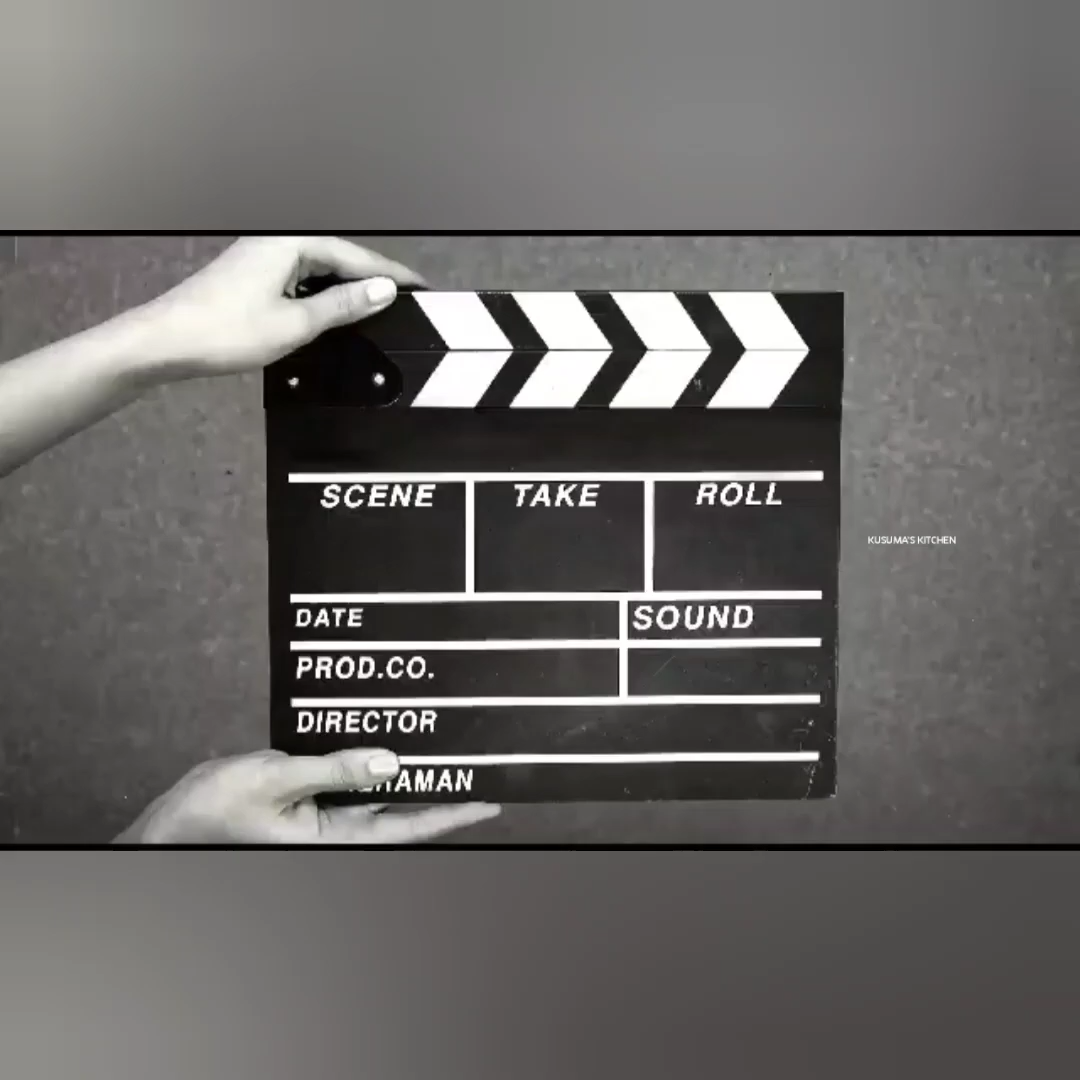 SCENE TAKE ROLL
KUSUMA'S KITCHEN
DATE SOUND
PROD.CO.
DIRECTOR